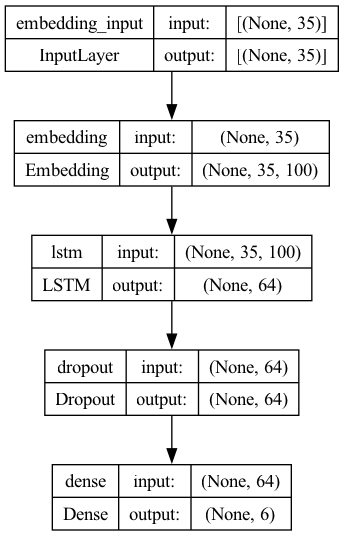 embedding_input input: [(None, 35)]
InputLayer output: [(None, 35)]
embedding input: (None, 35)
Embedding output: (None, 35, 100)
lstm input: (None, 35, 100)
LSTM output: (None, 64)
dropout input: (None, 64)
Dropout output: (None, 64)
dense input: (None, 64)
Dense output: (None, 6)